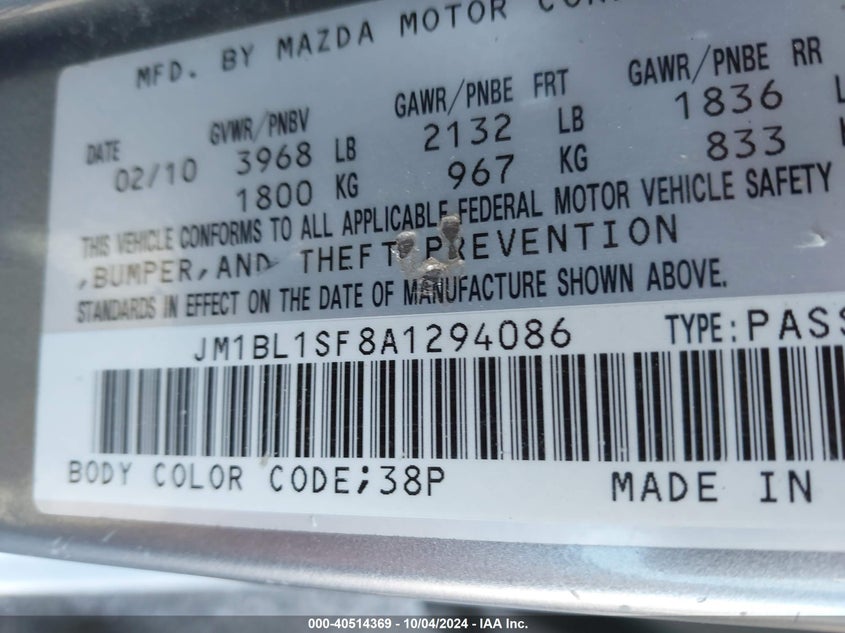 MFD. BY MAZDA MOTOR
DATE GVWR/PNBV GAWR/PNBE FRT GAWR/PNBE RR
02/10 3968 LB 2132 LB 1836
1800 KG 967 KG 833
THIS VEHICLE CONFORMS TO ALL APPLICABLE FEDERAL MOTOR VEHICLE SAFETY
,BUMPER,AND THEFT PREVENTION
STANDARDS IN EFFECT ON THE DATE OF MANUFACTURE SHOWN ABOVE.
JM1BL1SF8A1294086 TYPE:PASS
BODY COLOR CODE;38P MADE IN
000-40514369 - 10/04/2024 - IAA Inc.